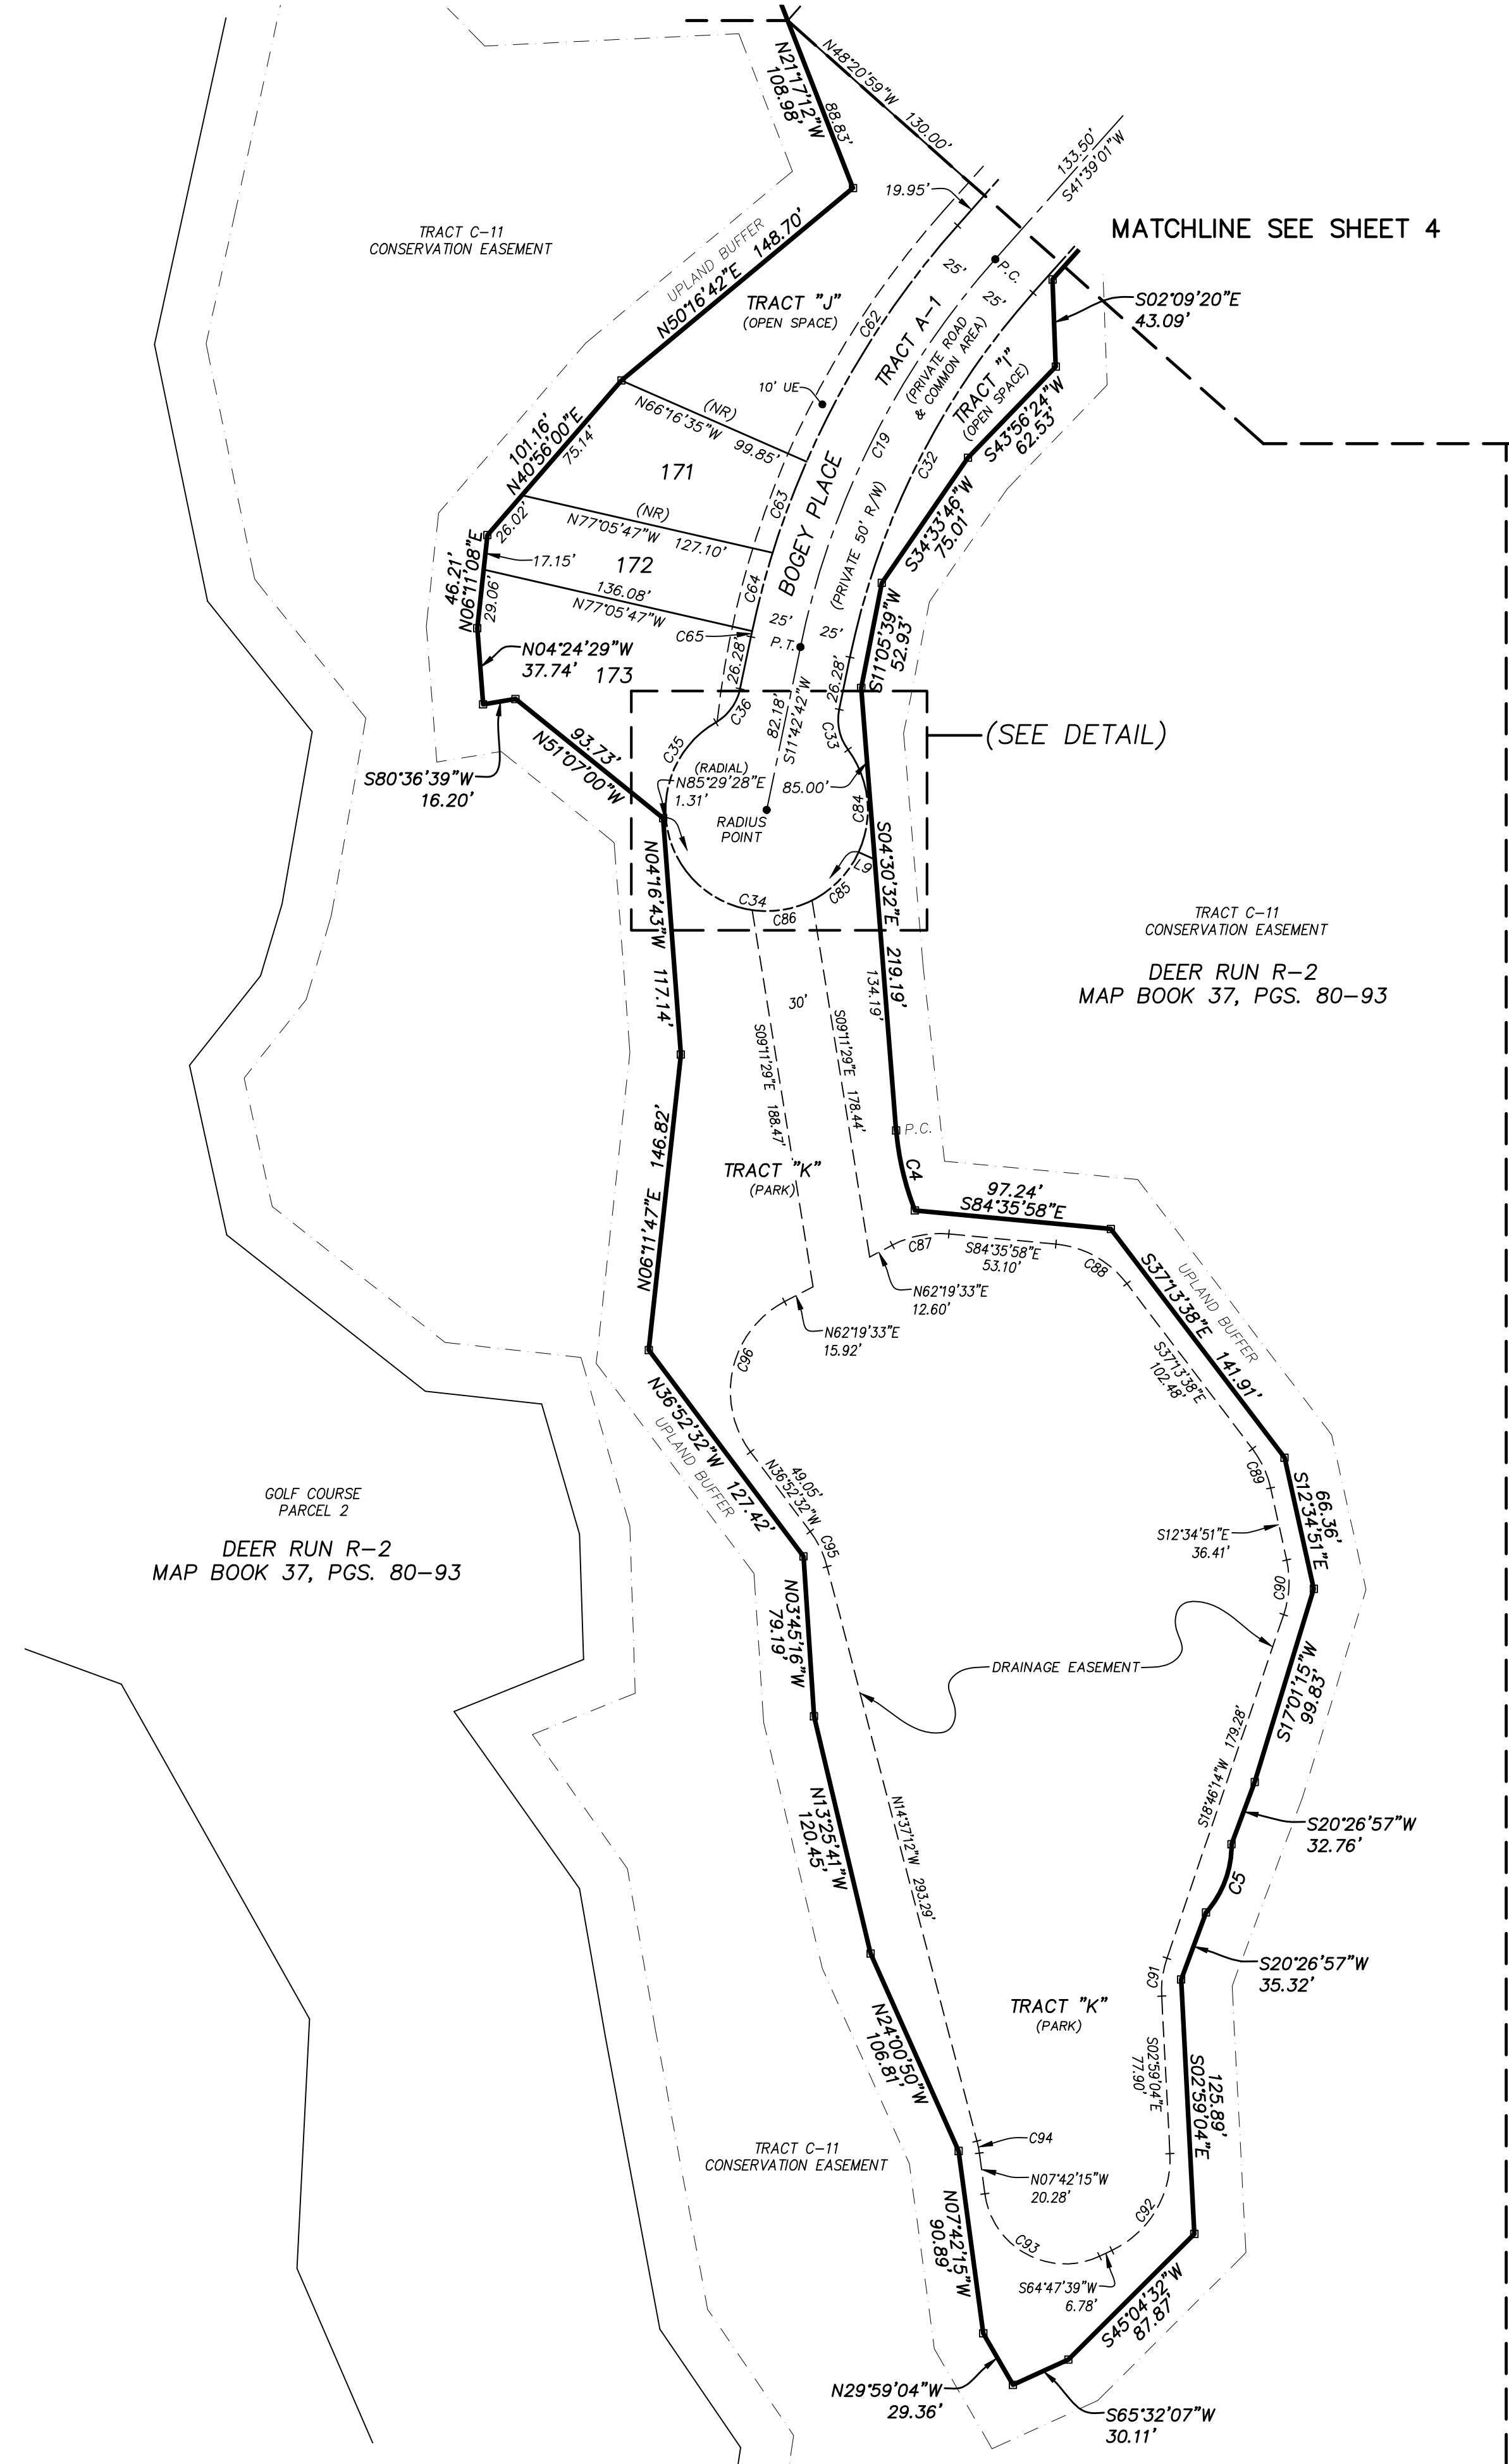 N21°17'12"W
108.98'
88.83'
N48°20'59"W 130.00'
133.50'
S41°39'01"W
19.95'
MATCHLINE SEE SHEET 4
TRACT C-11
CONSERVATION EASEMENT
UPLAND BUFFER
N50°16'42"E 148.70'
TRACT "J"
(OPEN SPACE)
C62
25'
P.C.
25'
TRACT A-1
(PRIVATE ROAD
& COMMON AREA)
TRACT "I"
(OPEN SPACE)
S02°09'20"E
43.09'
10' UE
(NR)
N66°16'35"W 99.85'
C19
C32
S43°56'24"W
62.53'
101.16'
N40°56'00"E
75.14'
171
C63
BOGEY PLACE
(PRIVATE 50' R/W)
S34°33'46"W
75.01'
26.02'
(NR)
N77°05'47"W 127.10'
46.21'
N06°11'08"E
17.15'
172
C64
29.06'
136.08'
N77°05'47"W
C65
25'
P.T.
25'
S11°05'39"W
52.93'
N04°24'29"W
37.74'
173
26.28'
26.28'
C36
82.18'
S11°42'42"W
C33
(SEE DETAIL)
93.73'
N51°07'00"W
C35
S80°36'39"W
16.20'
(RADIAL)
N85°29'28"E
1.31'
85.00'
C84
RADIUS
POINT
L9
C85
C34
C86
S04°30'32"E 219.19'
134.19'
N04°16'43"W 117.14'
TRACT C-11
CONSERVATION EASEMENT
DEER RUN R-2
MAP BOOK 37, PGS. 80-93
30'
S09°11'29"E 188.47'
S09°11'29"E 178.44'
P.C.
C4
TRACT "K"
(PARK)
N06°11'47"E 146.82'
97.24'
S84°35'58"E
C87
S84°35'58"E
53.10'
C88
N62°19'33"E
12.60'
N62°19'33"E
15.92'
S37°13'38"E 141.91'
UPLAND BUFFER
S37°13'38"E
102.48'
C96
N36°52'32"W 127.42'
UPLAND BUFFER
49.05'
N36°52'32"W
C95
C89
66.36'
S12°34'51"E
S12°34'51"E
36.41'
C90
GOLF COURSE
PARCEL 2
DEER RUN R-2
MAP BOOK 37, PGS. 80-93
N03°45'16"W
79.19'
DRAINAGE EASEMENT
S17°01'15"W
99.83'
S18°46'14"W 179.28'
N13°25'41"W
120.45'
N14°37'12"W 293.29'
S20°26'57"W
32.76'
C5
S20°26'57"W
35.32'
C91
TRACT "K"
(PARK)
N24°00'50"W
106.81'
S02°59'04"E
77.90'
125.89'
S02°59'04"E
TRACT C-11
CONSERVATION EASEMENT
C94
N07°42'15"W
20.28'
C92
C93
N07°42'15"W
90.89'
S64°47'39"W
6.78'
S45°04'32"W
87.87'
N29°59'04"W
29.36'
S65°32'07"W
30.11'